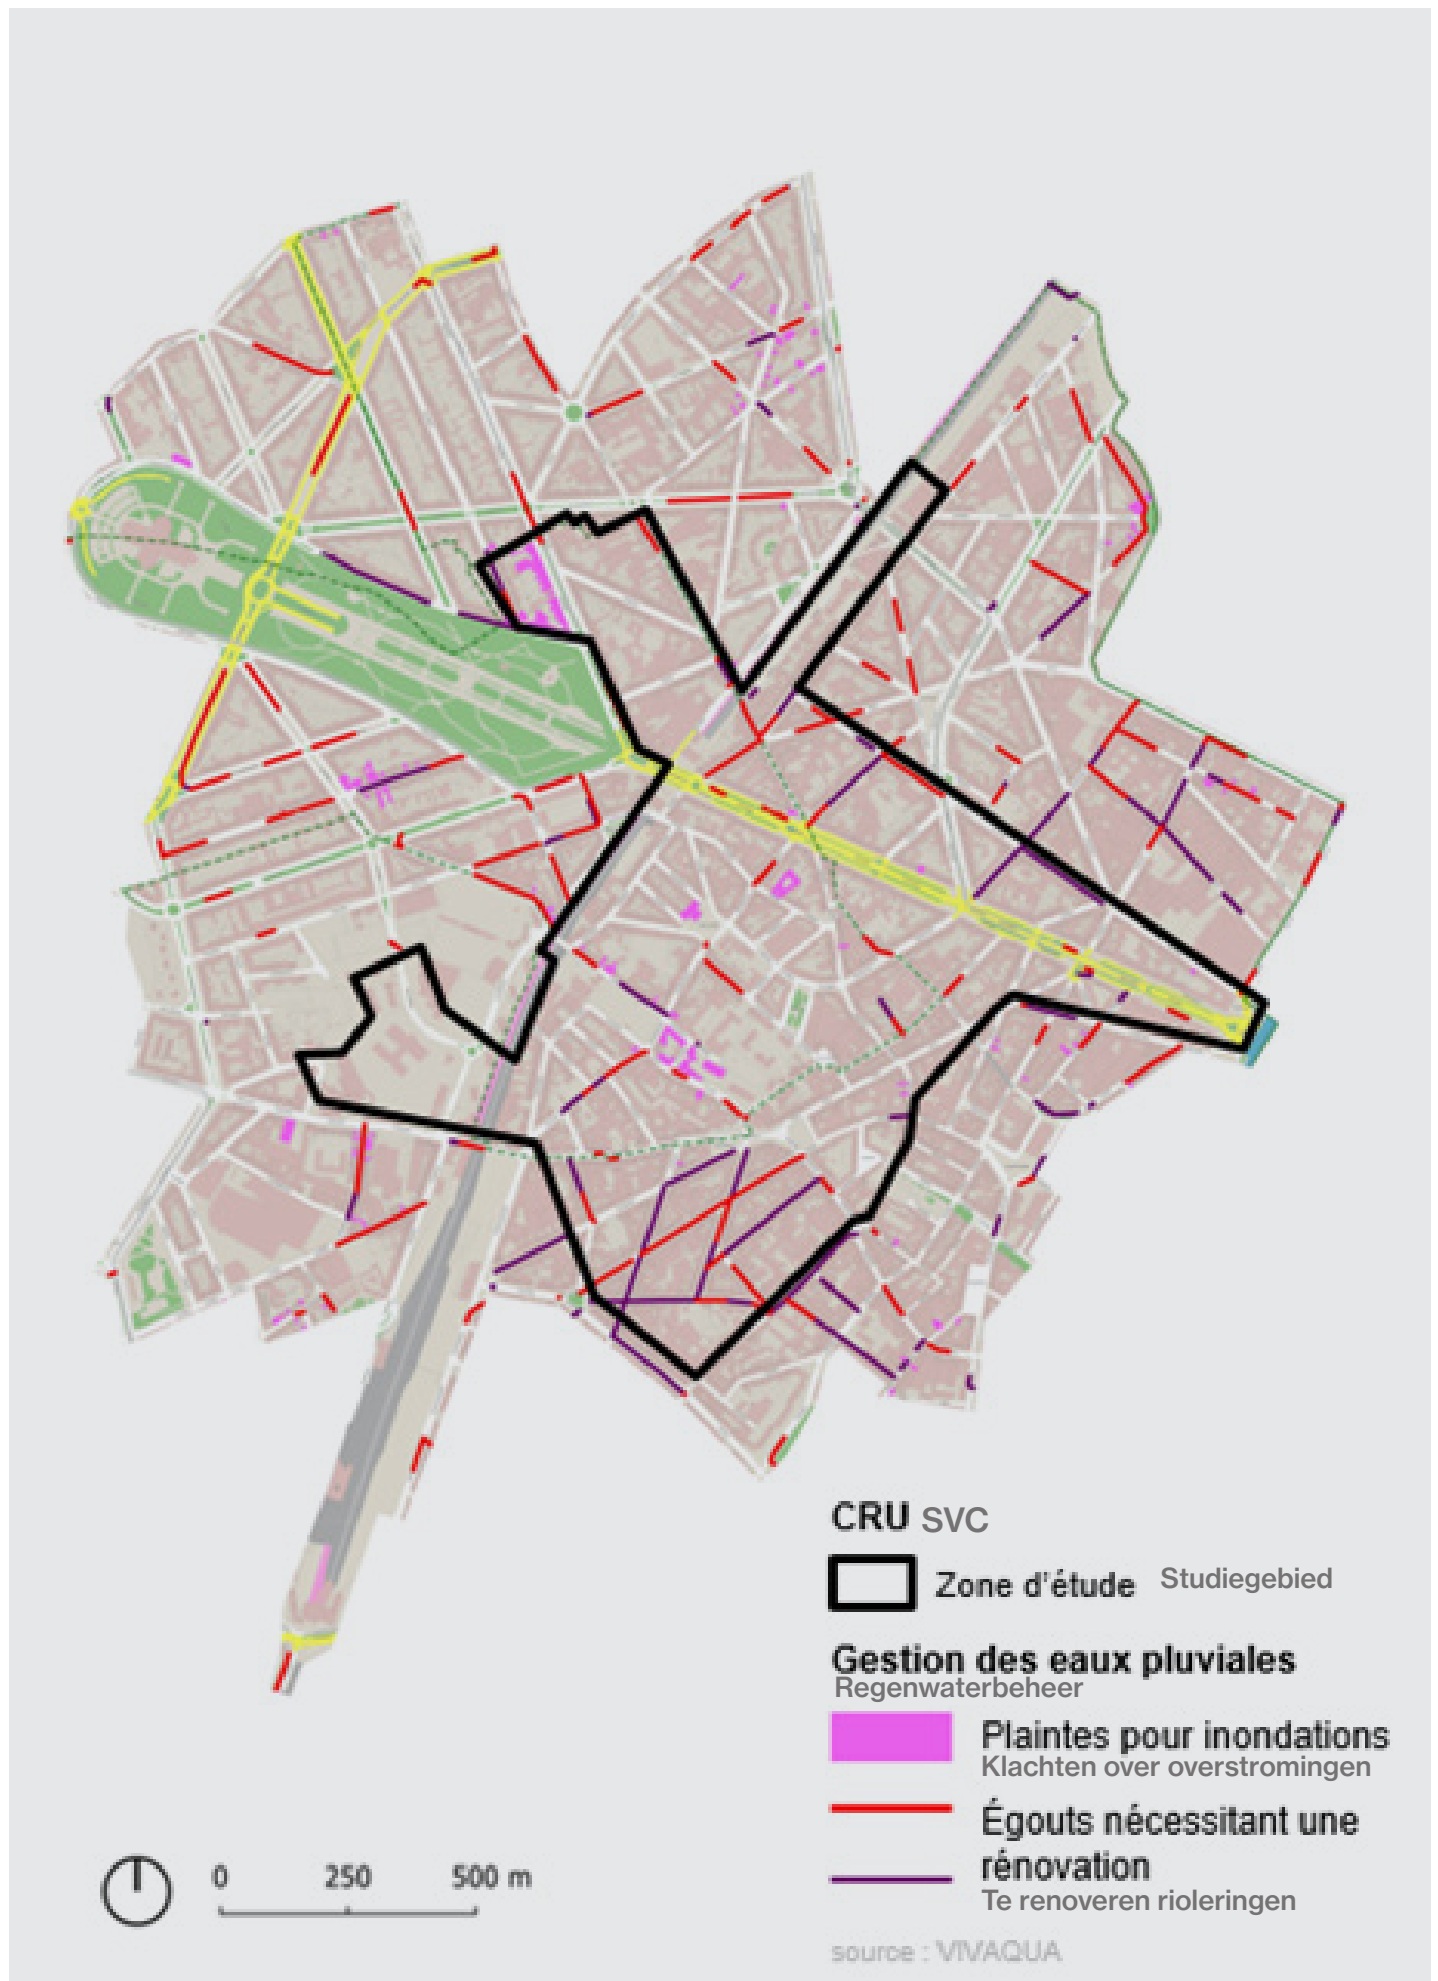 CRU SVC
Zone d'étude Studiegebied
Gestion des eaux pluviales
Regenwaterbeheer
Plaintes pour inondations
Klachten over overstromingen
Égouts nécessitant une
rénovation
Te renoveren rioleringen
0 250 500 m
source : VIVAQUA